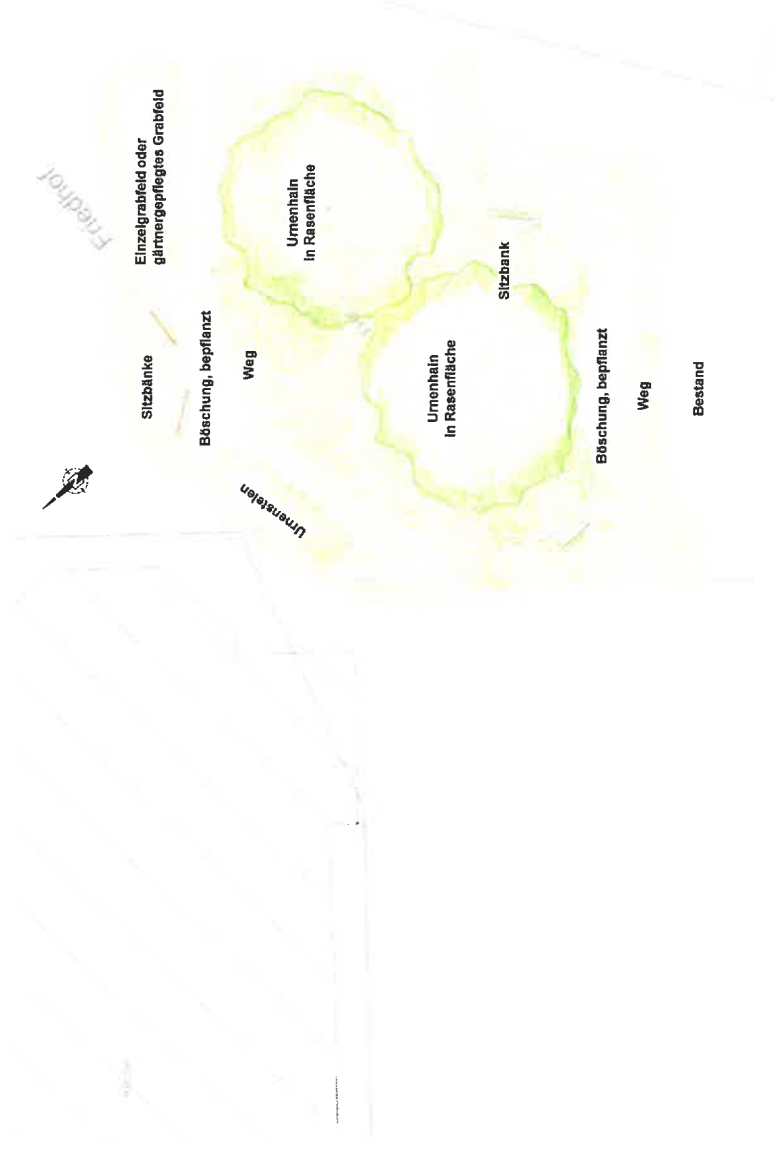 Friedhof
Einzelgrabfeld oder
gärtnergepflegtes Grabfeld
Sitzbänke
Böschung, bepflanzt
Weg
Urnenhain
in Rasenfläche
Urnenstelen
Urnenhain
in Rasenfläche
Sitzbank
Böschung, bepflanzt
Weg
Bestand